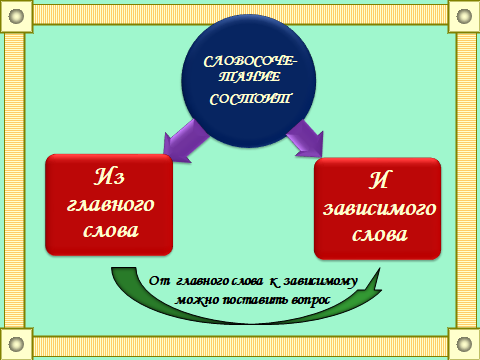 СЛОВОСОЧЕ-
ТАНИЕ
СОСТОИТ
Из
главного
слова
И
зависимого
слова
От главного слова к зависимому
можно поставить вопрос